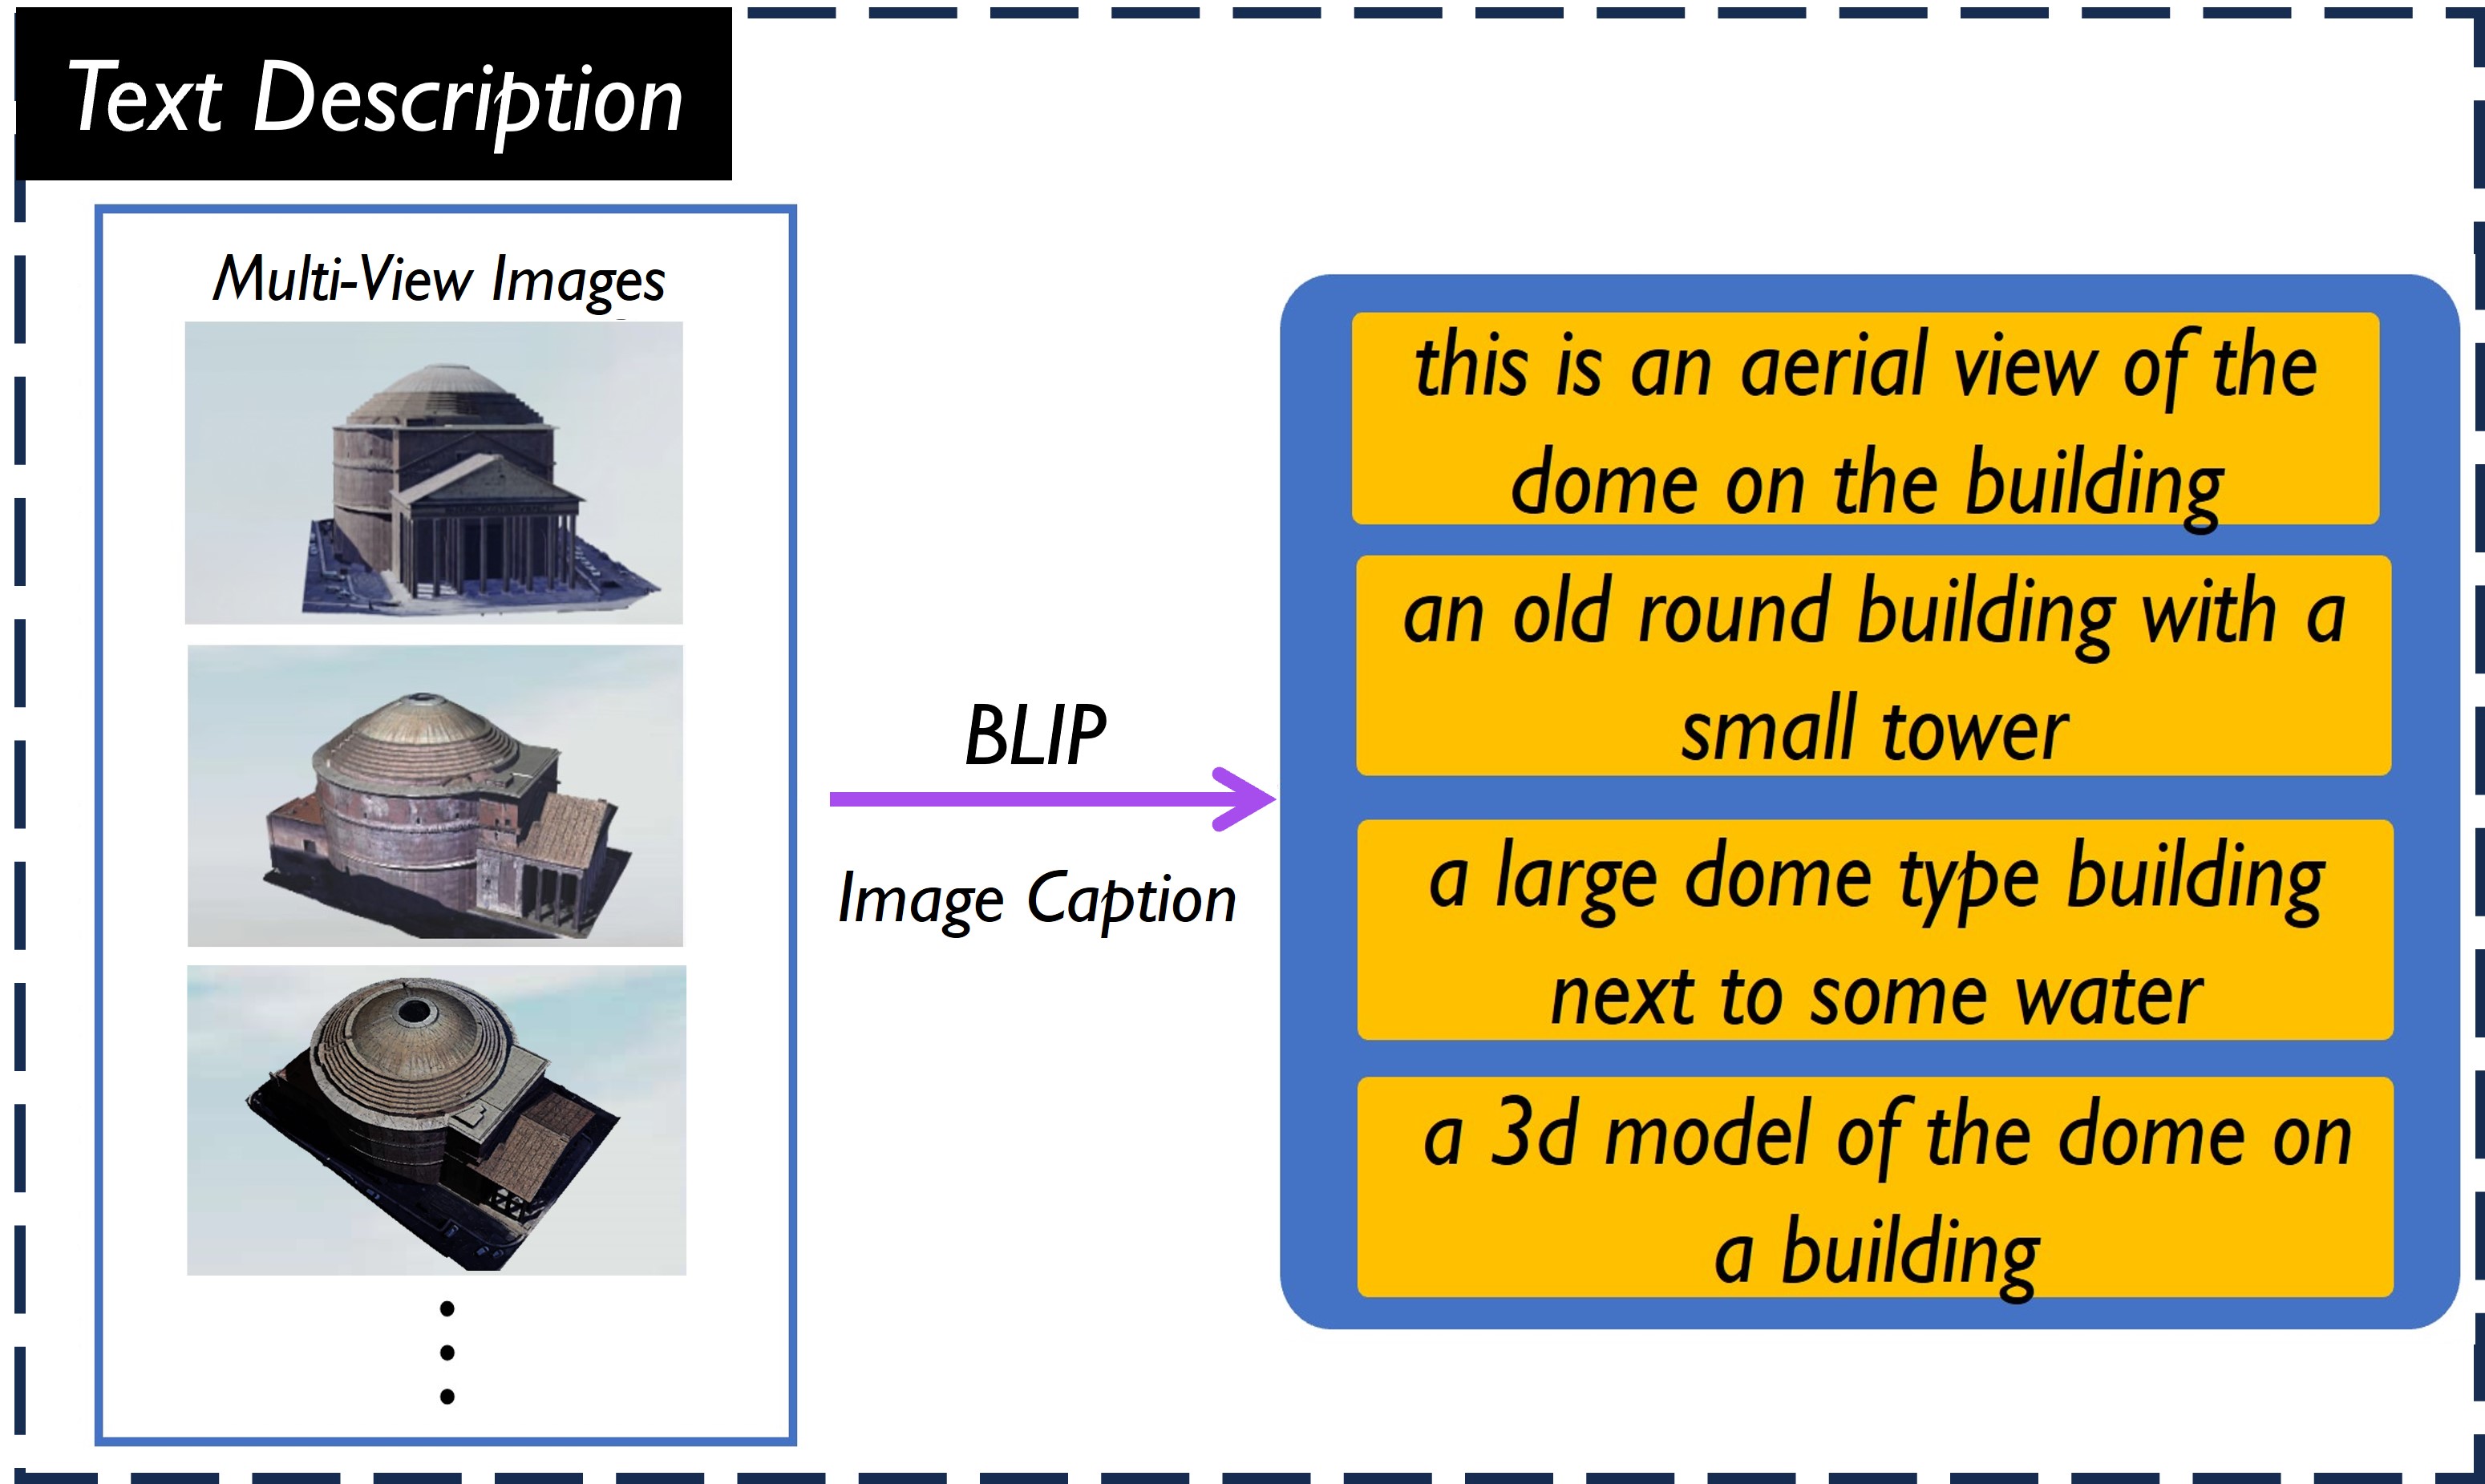 Text Description
Multi-View Images
BLIP
Image Caption
this is an aerial view of the
dome on the building
an old round building with a
small tower
a large dome type building
next to some water
a 3d model of the dome on
a building